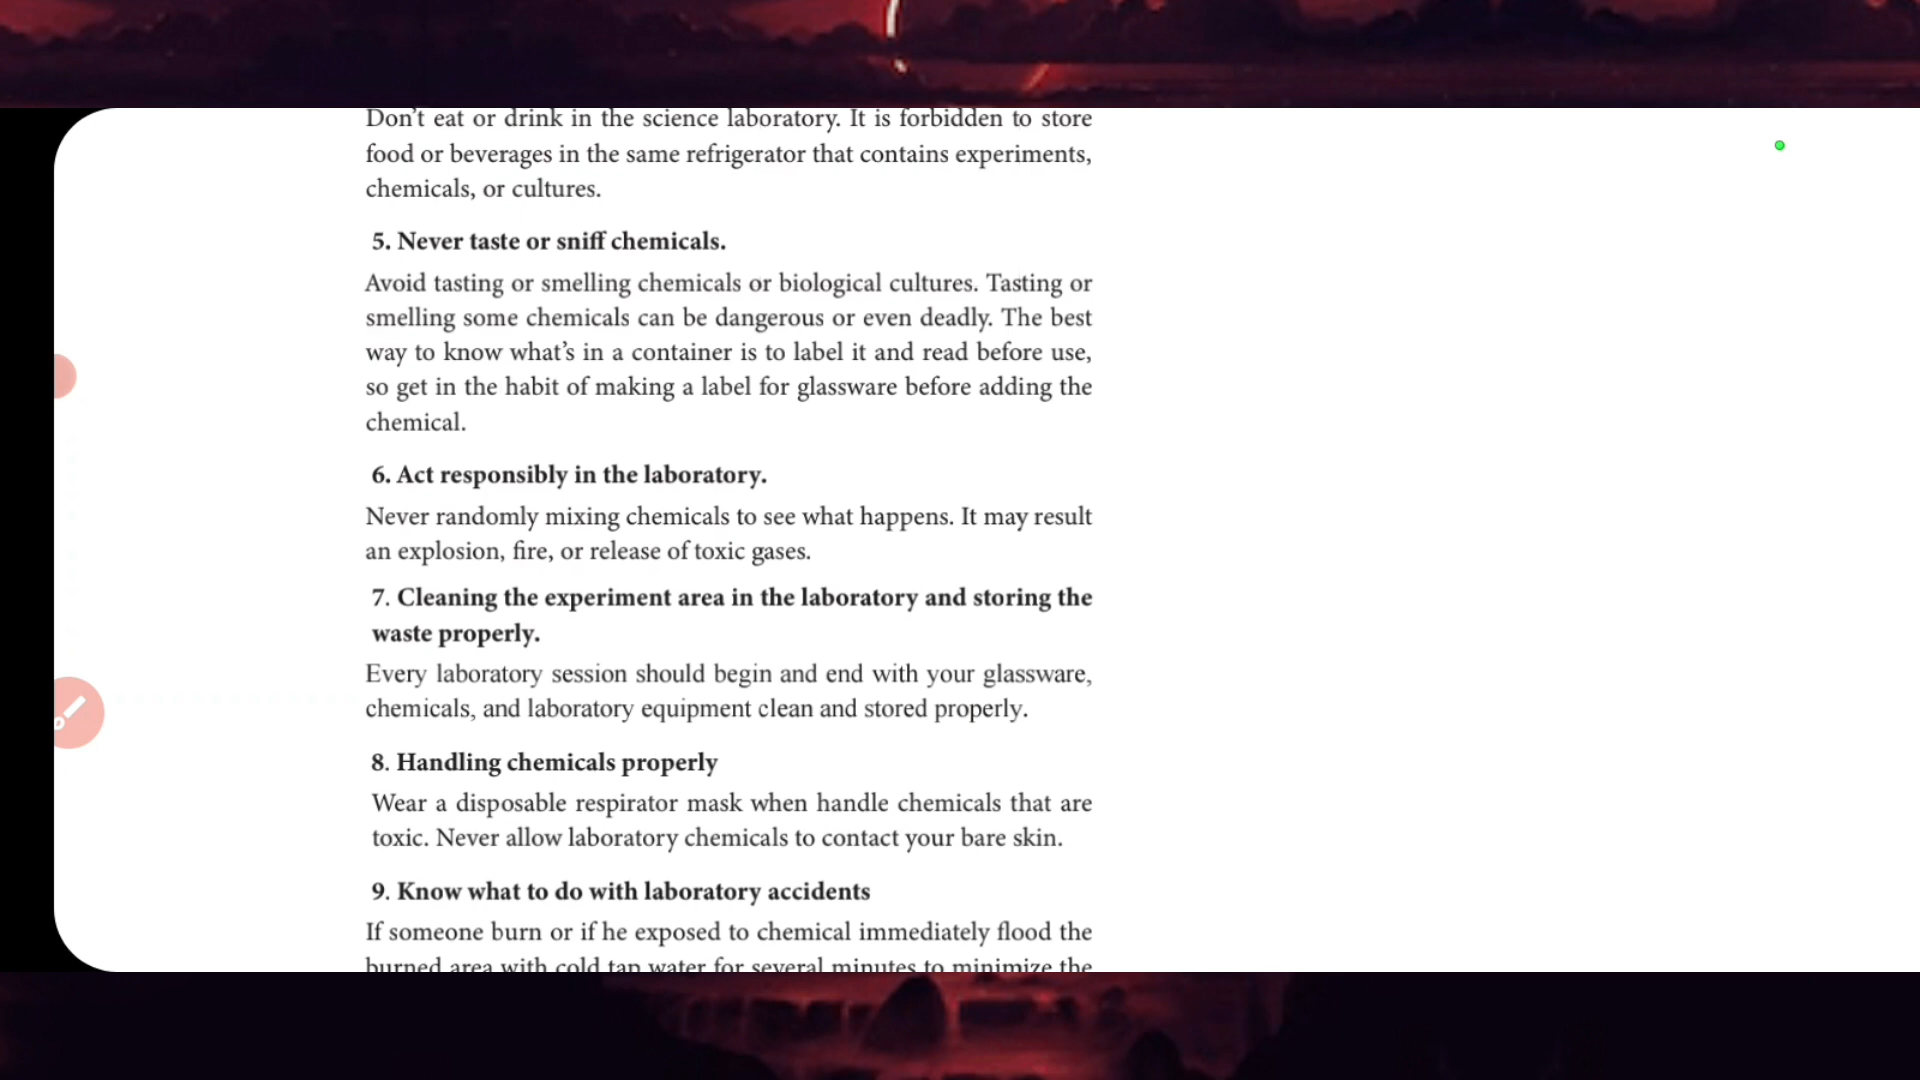 Don't eat or drink in the science laboratory. It is forbidden to store
food or beverages in the same refrigerator that contains experiments,
chemicals, or cultures.
5. Never taste or sniff chemicals.
Avoid tasting or smelling chemicals or biological cultures. Tasting or
smelling some chemicals can be dangerous or even deadly. The best
way to know what's in a container is to label it and read before use,
so get in the habit of making a label for glassware before adding the
chemical.
6. Act responsibly in the laboratory.
Never randomly mixing chemicals to see what happens. It may result
an explosion, fire, or release of toxic gases.
7. Cleaning the experiment area in the laboratory and storing the
waste properly.
Every laboratory session should begin and end with your glassware,
chemicals, and laboratory equipment clean and stored properly.
8. Handling chemicals properly
Wear a disposable respirator mask when handle chemicals that are
toxic. Never allow laboratory chemicals to contact your bare skin.
9. Know what to do with laboratory accidents
If someone burn or if he exposed to chemical immediately flood the
burned area with cold tap water for several minutes to minimize the